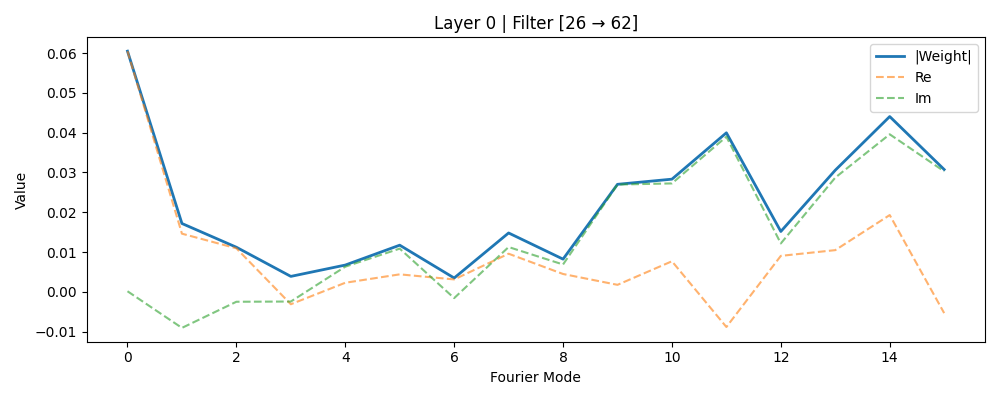 Layer 0 | Filter [26 → 62]
|Weight|
Re
Im
Value
0.06
0.05
0.04
0.03
0.02
0.01
0.00
−0.01
0 2 4 6 8 10 12 14
Fourier Mode